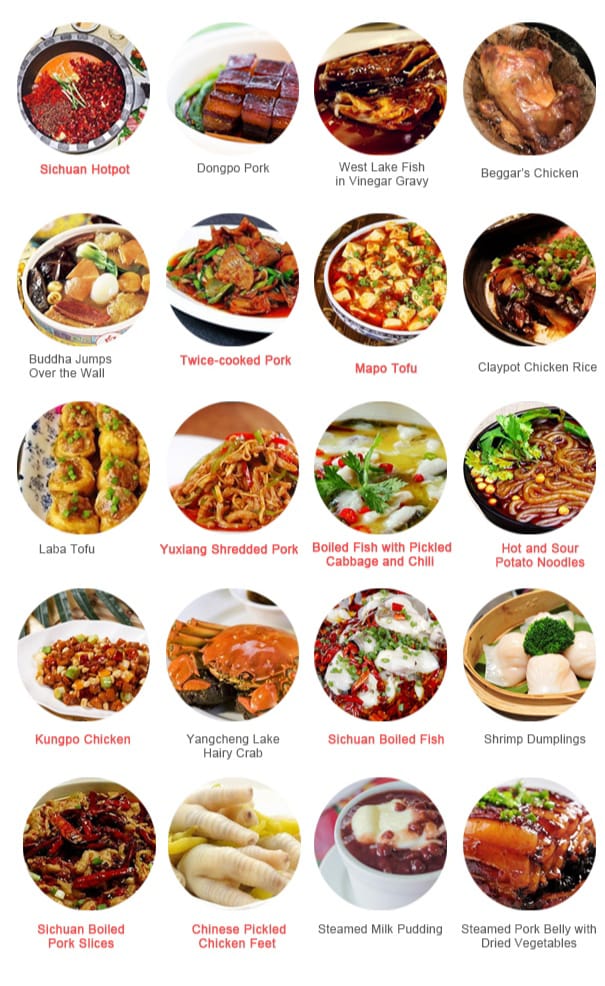 Sichuan Hotpot
Dongpo Pork
West Lake Fish
in Vinegar Gravy
Beggar's Chicken
Buddha Jumps
Over the Wall
Twice-cooked Pork
Mapo Tofu
Claypot Chicken Rice
Laba Tofu
Yuxiang Shredded Pork
Boiled Fish with Pickled
Cabbage and Chili
Hot and Sour
Potato Noodles
Kungpo Chicken
Yangcheng Lake
Hairy Crab
Sichuan Boiled Fish
Shrimp Dumplings
Sichuan Boiled
Pork Slices
Chinese Pickled
Chicken Feet
Steamed Milk Pudding
Steamed Pork Belly with
Dried Vegetables